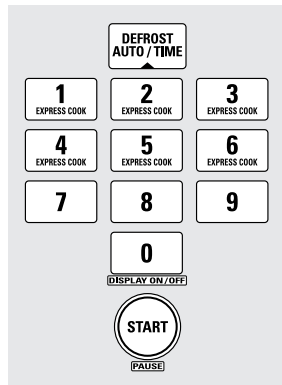 DEFROST
AUTO / TIME
1 2 3
EXPRESS COOK EXPRESS COOK EXPRESS COOK
4 5 6
EXPRESS COOK EXPRESS COOK EXPRESS COOK
7 8 9
0
DISPLAY ON/OFF
START
PAUSE